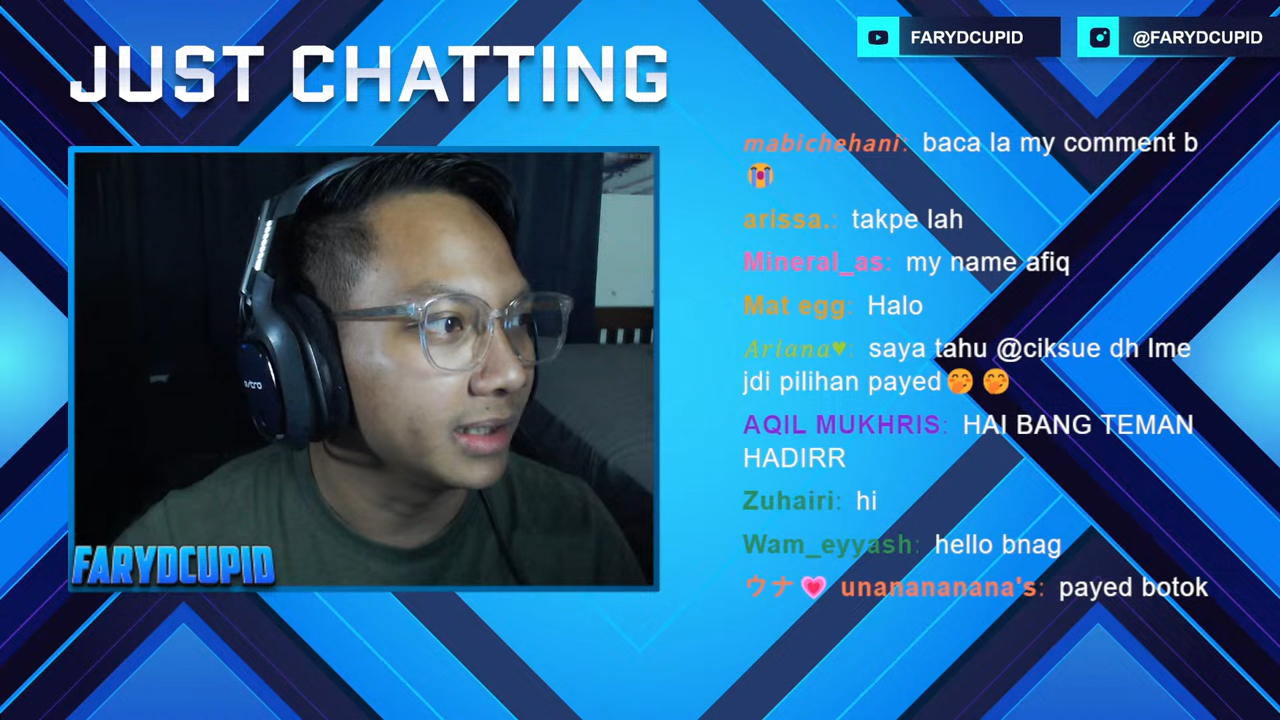 JUST CHATTING
FARYDCUPID
@FARYDCUPID
mabichehani: baca la my comment b
😭
arissa.: takpe lah
Mineral_as: my name afiq
Mat egg: Halo
Ariana♥: saya tahu @ciksue dh lme
jdi pilihan payed🤭 🤭
AQIL MUKHRIS: HAI BANG TEMAN
HADIRR
Zuhairi: hi
Wam_eyyash: hello bnag
ウナ💗 unanananana's: payed botok
astro
FARYDCUPID